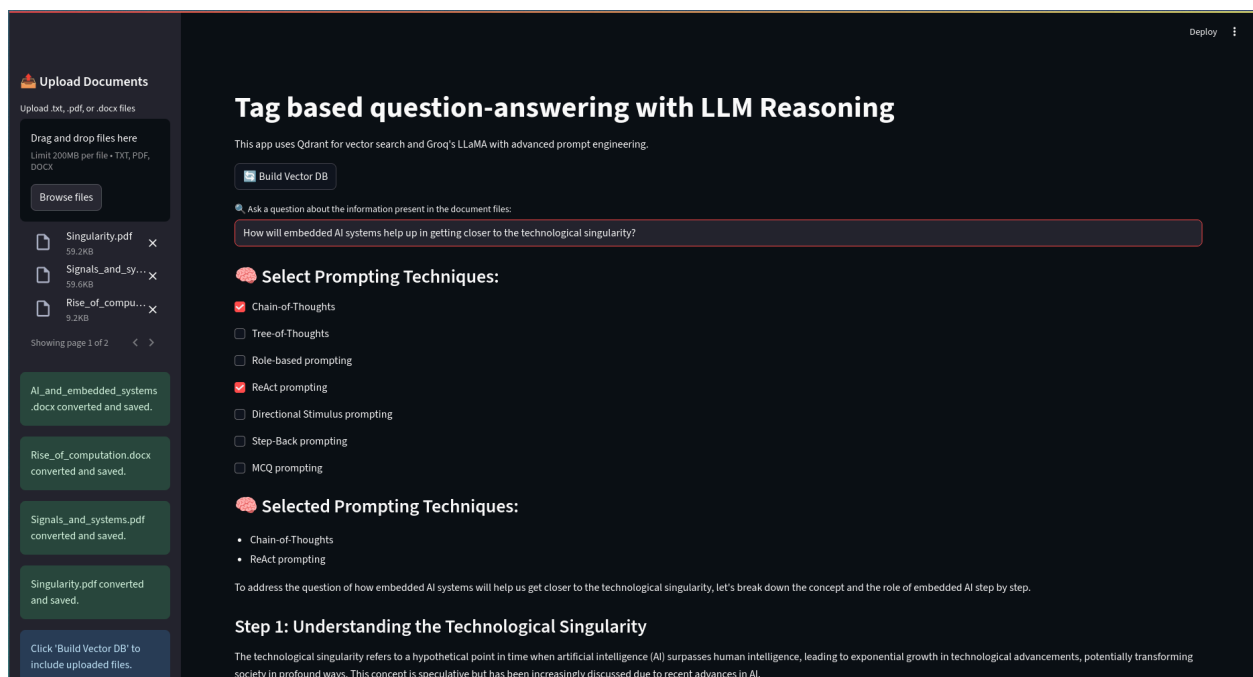 Deploy
Upload Documents
Upload .txt, .pdf, or .docx files
Drag and drop files here
Limit 200MB per file • TXT, PDF,
DOCX
Browse files
Singularity.pdf
59.2KB
Signals_and_sy...
59.6KB
Rise_of_compu...
9.2KB
Showing page 1 of 2
AI_and_embedded_systems
.docx converted and saved.
Rise_of_computation.docx
converted and saved.
Signals_and_systems.pdf
converted and saved.
Singularity.pdf converted
and saved.
Click 'Build Vector DB' to
include uploaded files.
Tag based question-answering with LLM Reasoning
This app uses Qdrant for vector search and Groq's LLaMA with advanced prompt engineering.
Build Vector DB
Ask a question about the information present in the document files:
How will embedded AI systems help up in getting closer to the technological singularity?
Select Prompting Techniques:
Chain-of-Thoughts
Tree-of-Thoughts
Role-based prompting
ReAct prompting
Directional Stimulus prompting
Step-Back prompting
MCQ prompting
Selected Prompting Techniques:
• Chain-of-Thoughts
• ReAct prompting
To address the question of how embedded AI systems will help us get closer to the technological singularity, let's break down the concept and the role of embedded AI step by step.
Step 1: Understanding the Technological Singularity
The technological singularity refers to a hypothetical point in time when artificial intelligence (AI) surpasses human intelligence, leading to exponential growth in technological advancements, potentially transforming
society in profound ways. This concept is speculative but has been increasingly discussed due to recent advances in AI.